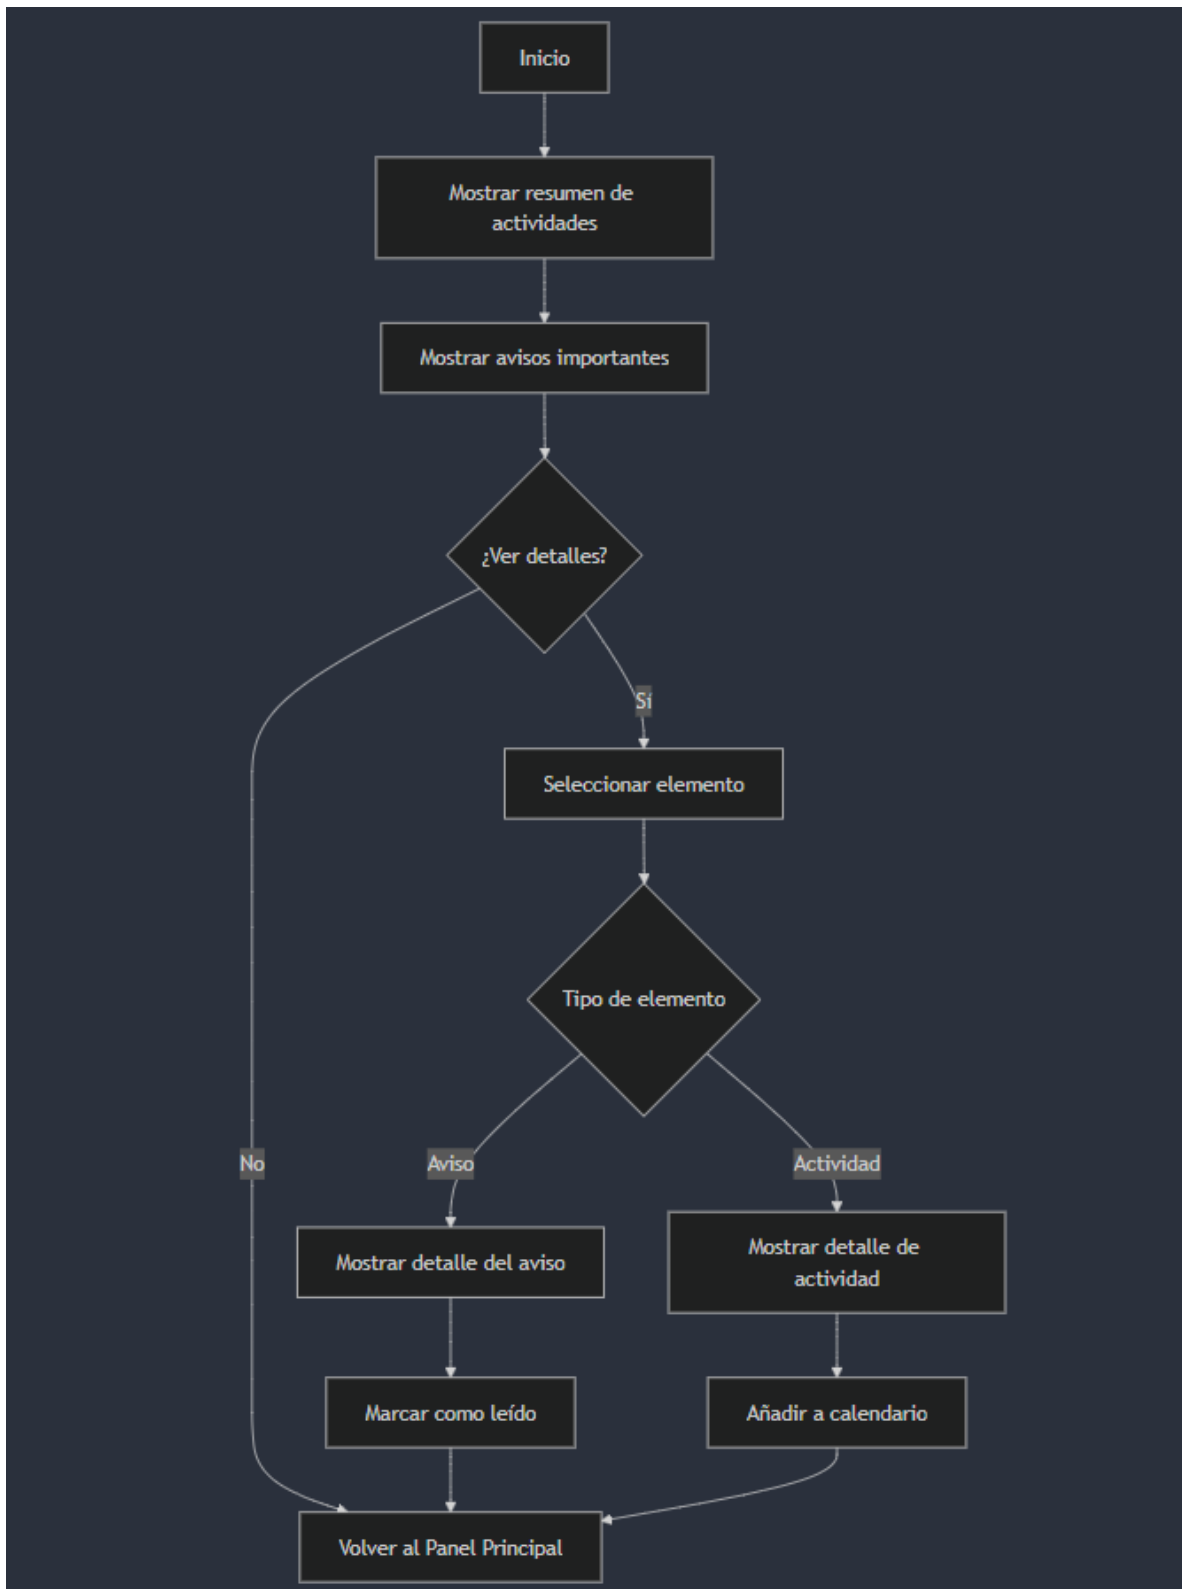 Inicio
Mostrar resumen de
actividades
Mostrar avisos importantes
¿Ver detalles?
Sí
Seleccionar elemento
Tipo de elemento
No
Aviso
Actividad
Mostrar detalle del aviso
Mostrar detalle de
actividad
Marcar como leído
Añadir a calendario
Volver al Panel Principal